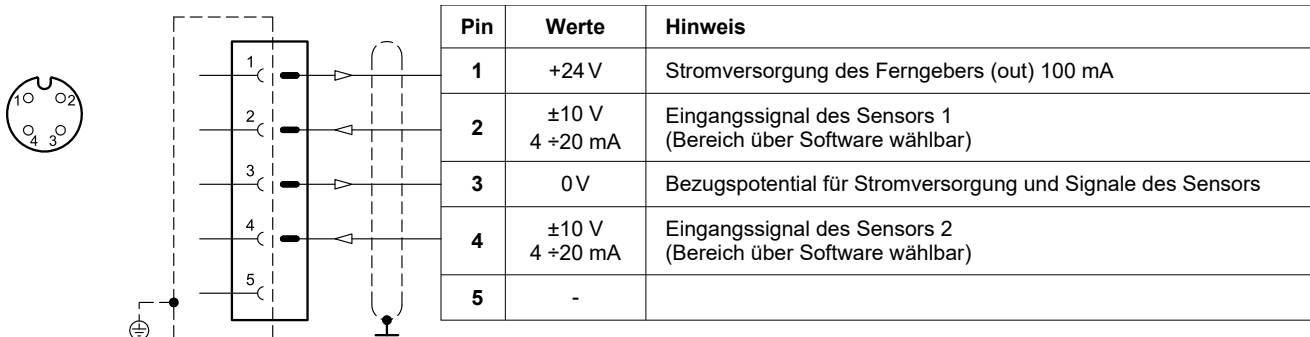 1 2
4 3
1
2
3
4
5
Pin Werte Hinweis
1 +24 V Stromversorgung des Ferngebers (out) 100 mA
2 ±10 V
4 ÷20 mA Eingangssignal des Sensors 1
(Bereich über Software wählbar)
3 0 V Bezugspotential für Stromversorgung und Signale des Sensors
4 ±10 V
4 ÷20 mA Eingangssignal des Sensors 2
(Bereich über Software wählbar)
5 -